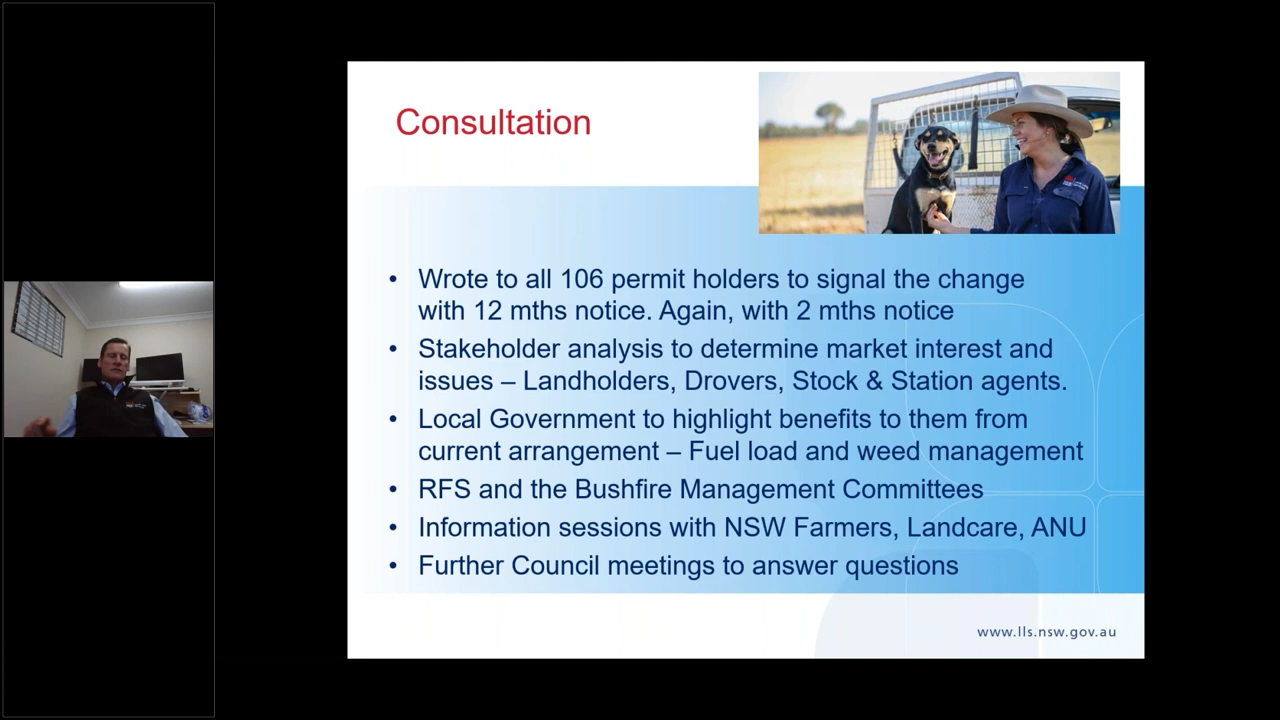 Consultation
• Wrote to all 106 permit holders to signal the change
with 12 mths notice. Again, with 2 mths notice
• Stakeholder analysis to determine market interest and
issues – Landholders, Drovers, Stock & Station agents.
• Local Government to highlight benefits to them from
current arrangement – Fuel load and weed management
• RFS and the Bushfire Management Committees
• Information sessions with NSW Farmers, Landcare, ANU
• Further Council meetings to answer questions
www.lls.nsw.gov.au